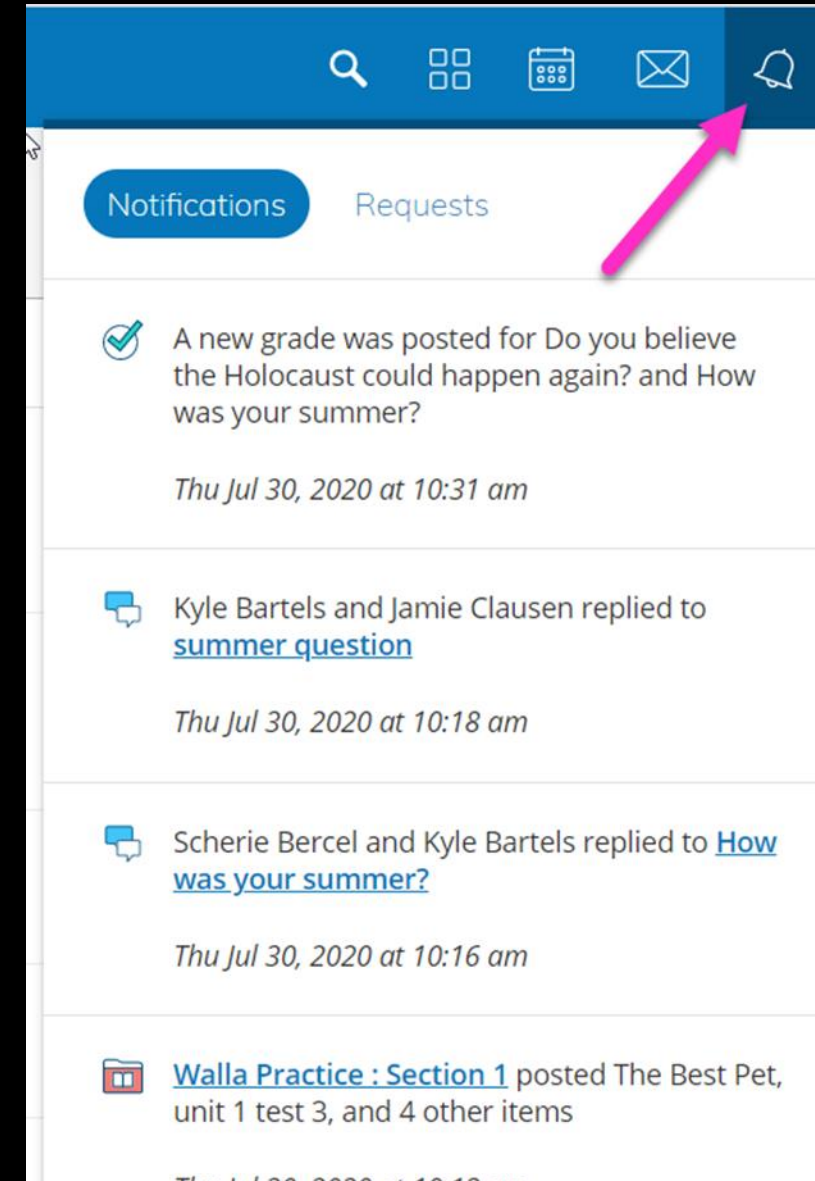 Notifications
Requests
A new grade was posted for Do you believe
the Holocaust could happen again? and How
was your summer?
Thu Jul 30, 2020 at 10:31 am
Kyle Bartels and Jamie Clausen replied to
summer question
Thu Jul 30, 2020 at 10:18 am
Scherie Bercel and Kyle Bartels replied to How
was your summer?
Thu Jul 30, 2020 at 10:16 am
Walla Practice : Section 1 posted The Best Pet,
unit 1 test 3, and 4 other items